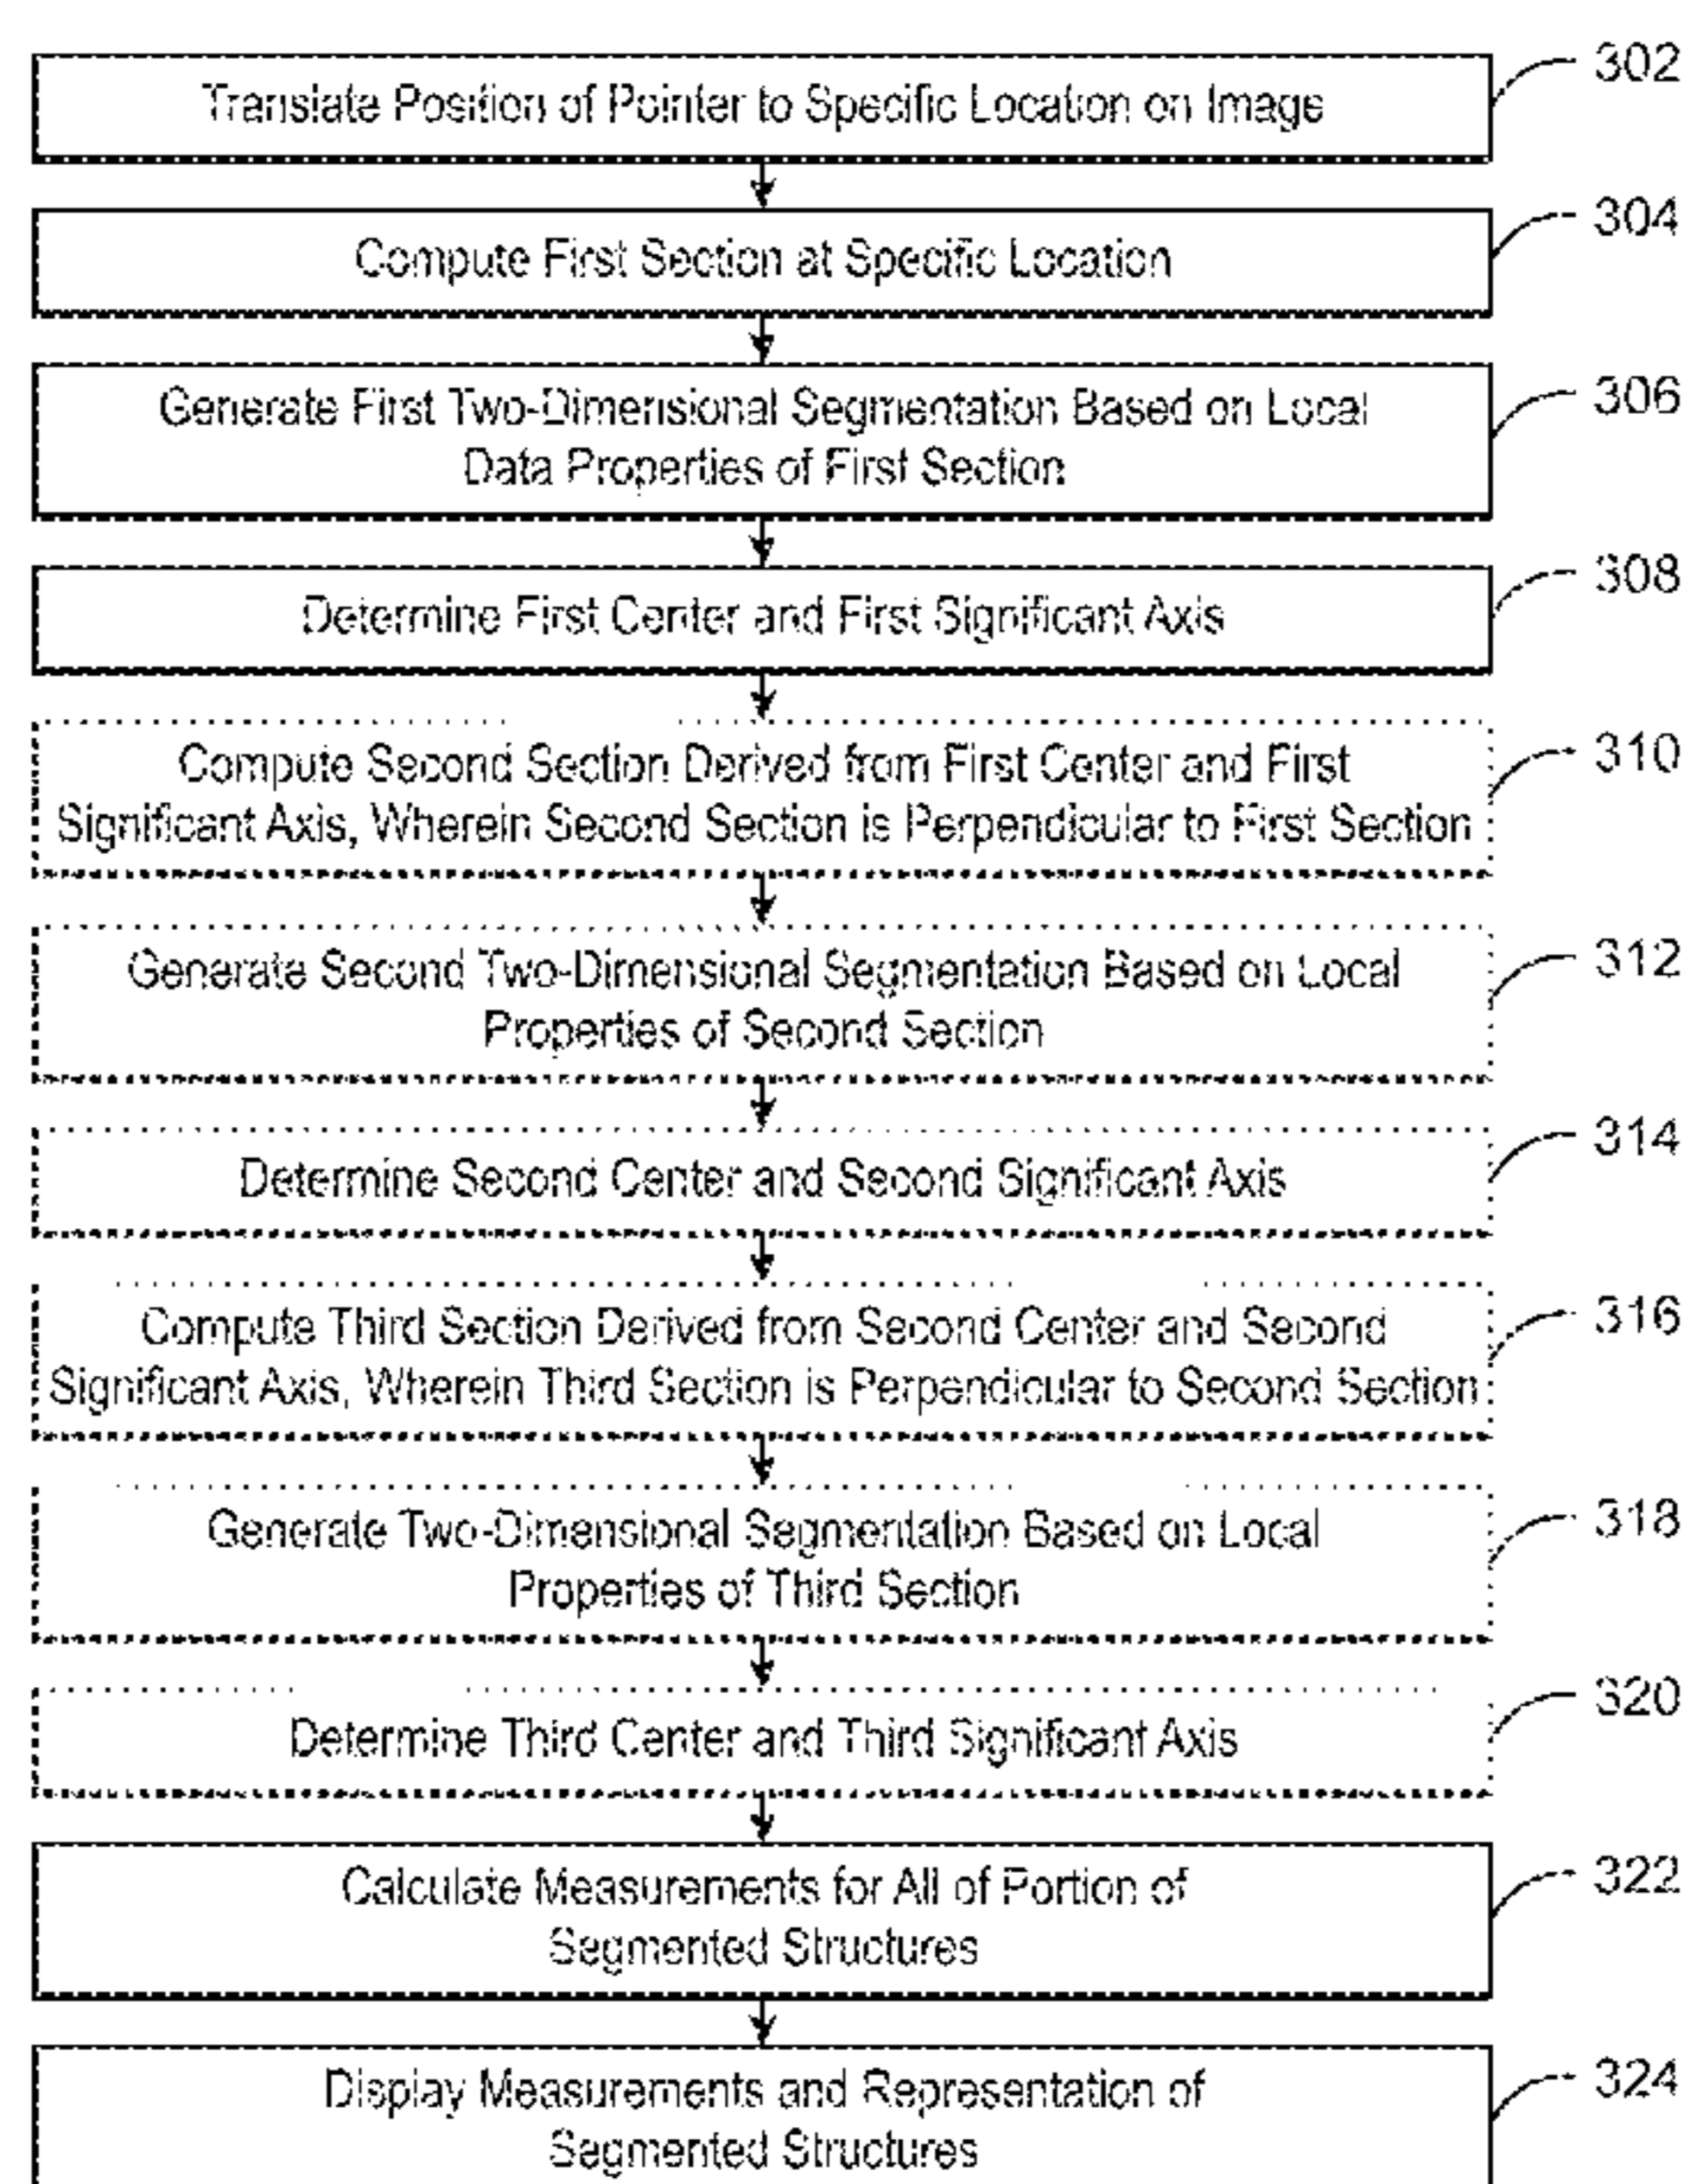 Translate Position of Pointer to Specific Location on Image
302
Compute First Section at Specific Location
304
Generate First Two-Dimensional Segmentation Based on Local
Data Properties of First Section
306
Determine First Center and First Significant Axis
308
Compute Second Section Derived from First Center and First
Significant Axis, Wherein Second Section is Perpendicular to First Section
310
Generate Second Two-Dimensional Segmentation Based on Local
Properties of Second Section
312
Determine Second Center and Second Significant Axis
314
Compute Third Section Derived from Second Center and Second
Significant Axis, Wherein Third Section is Perpendicular to Second Section
316
Generate Two-Dimensional Segmentation Based on Local
Properties of Third Section
318
Determine Third Center and Third Significant Axis
320
Calculate Measurements for All of Portion of
Segmented Structures
322
Display Measurements and Representation of
Segmented Structures
324